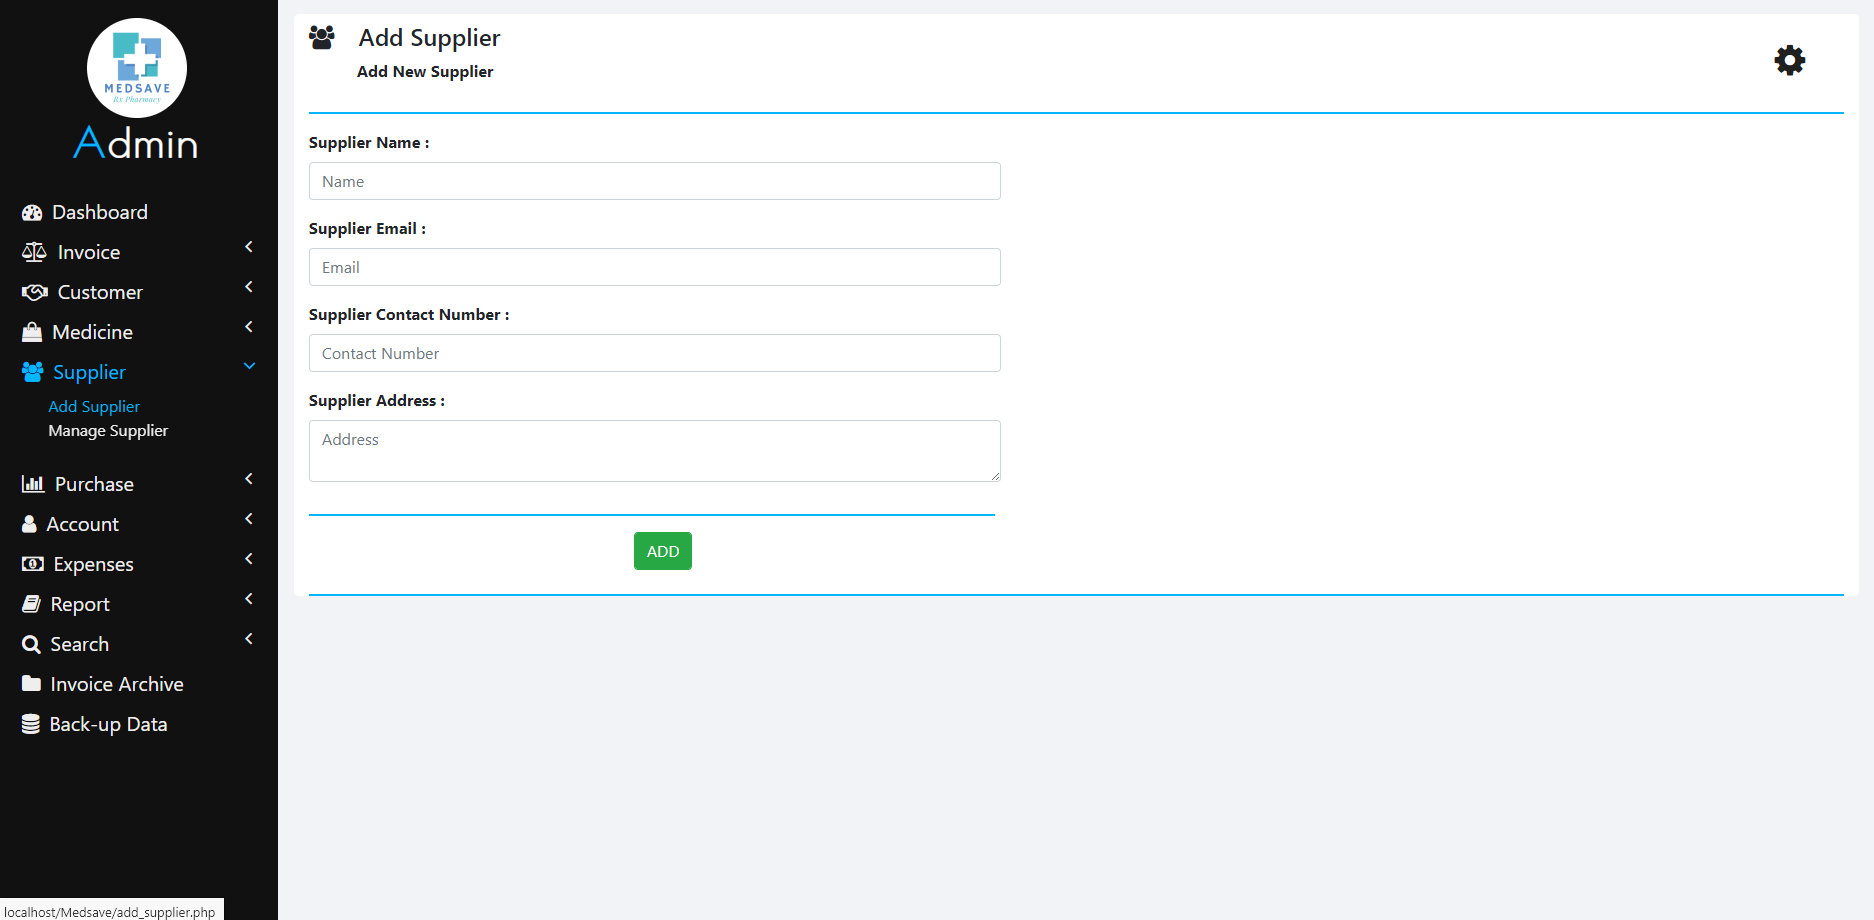 MEDSAVE
Rx Pharmacy
Admin
Dashboard
Invoice
Customer
Medicine
Supplier
Add Supplier
Manage Supplier
Purchase
Account
Expenses
Report
Search
Invoice Archive
Back-up Data
localhost/Medsave/add_supplier.php
Add Supplier
Add New Supplier
Supplier Name :
Name
Supplier Email :
Email
Supplier Contact Number :
Contact Number
Supplier Address :
Address
ADD